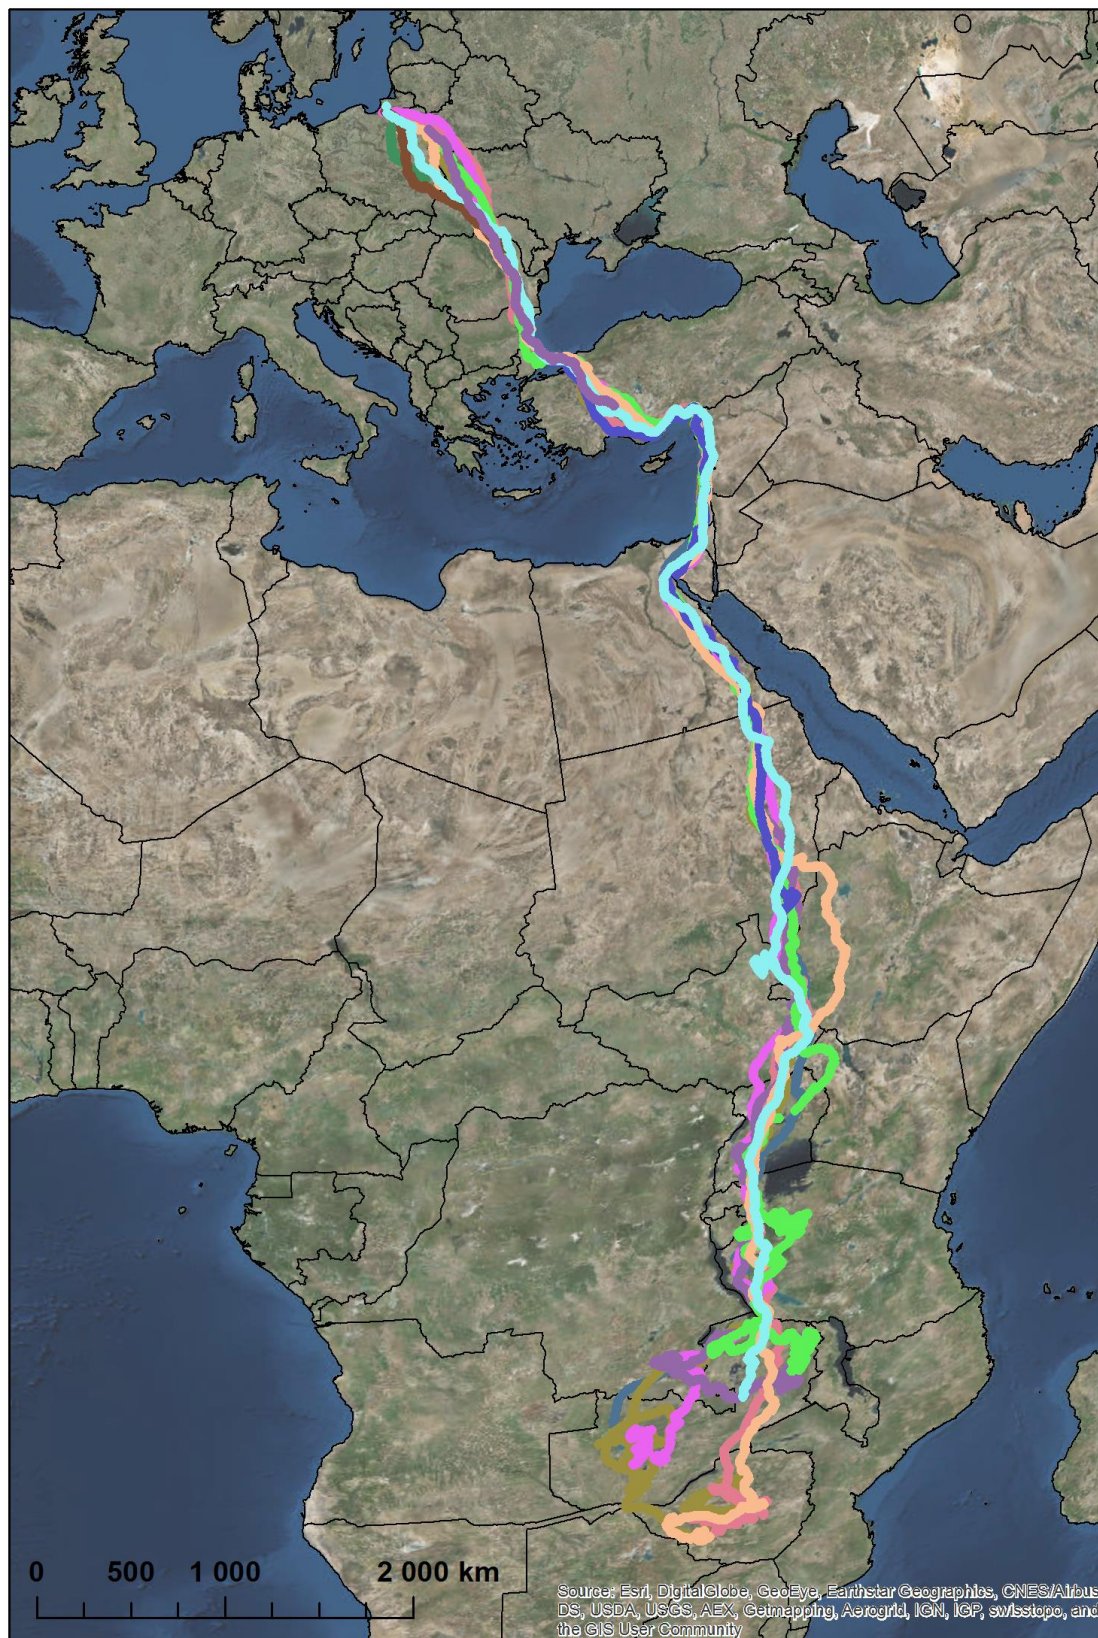 0 500 1 000 2 000 km
Source: Esri, DigitalGlobe, GeoEye, Earthstar Geographics, CNES/Airbus
DS, USDA, USGS, AEX, Getmapping, Aerogrid, IGN, IGP, swisstopo, and
the GIS User Community